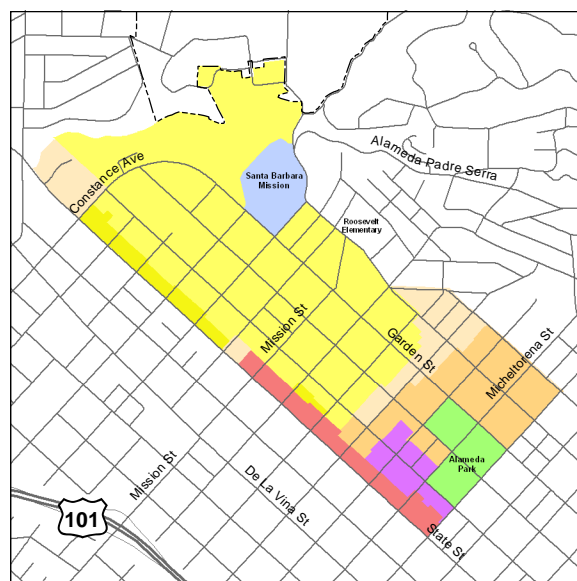 Alameda Padre Serra
Constance Ave
Santa Barbara
Mission
Roosevelt
Elementary
Mission St
Garden St
Micheltorena St
Alameda
Park
Mission St
De La Vina St
State St
101